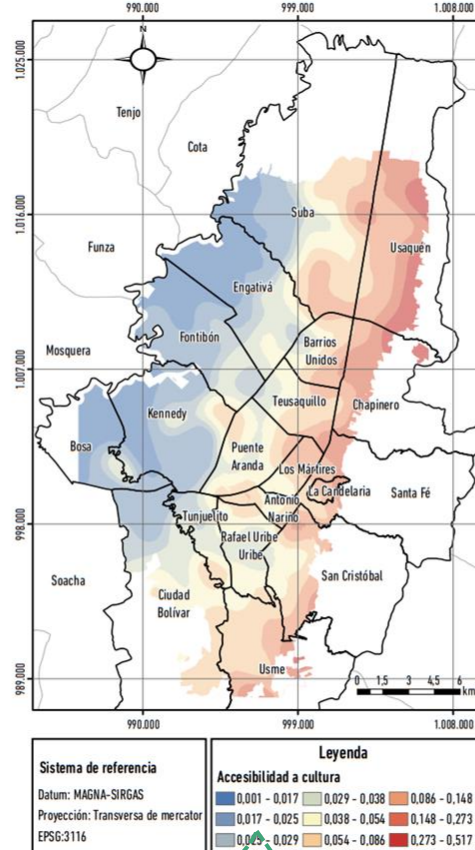 990.000 999.000 1.008.000
N
1.025.000
Tenjo
Cota
1.016.000
Suba
Usaquén
Funza
Engativá
Fontibón
Barrios
Unidos
Mosquera
1.007.000
Teusaquillo
Chapinero
Kennedy
Bosa
Puente
Aranda
Los Mártires
La Candelaria
Santa Fé
Antonio
Nariño
998.000
Tunjuelito
Rafael Uribe
Uribe
Soacha
San Cristóbal
Ciudad
Bolívar
Usme
989.000
0 1,5 3 4,5 6
km
990.000 999.000 1.008.000
Sistema de referencia
Datum: MAGNA-SIRGAS
Proyección: Transversa de mercator
EPSG:3116
Leyenda
Accesibilidad a cultura
0,001 - 0,017 0,029 - 0,038 0,086 - 0,148
0,017 - 0,025 0,038 - 0,054 0,148 - 0,273
0,025 - 0,029 0,054 - 0,086 0,273 - 0,517